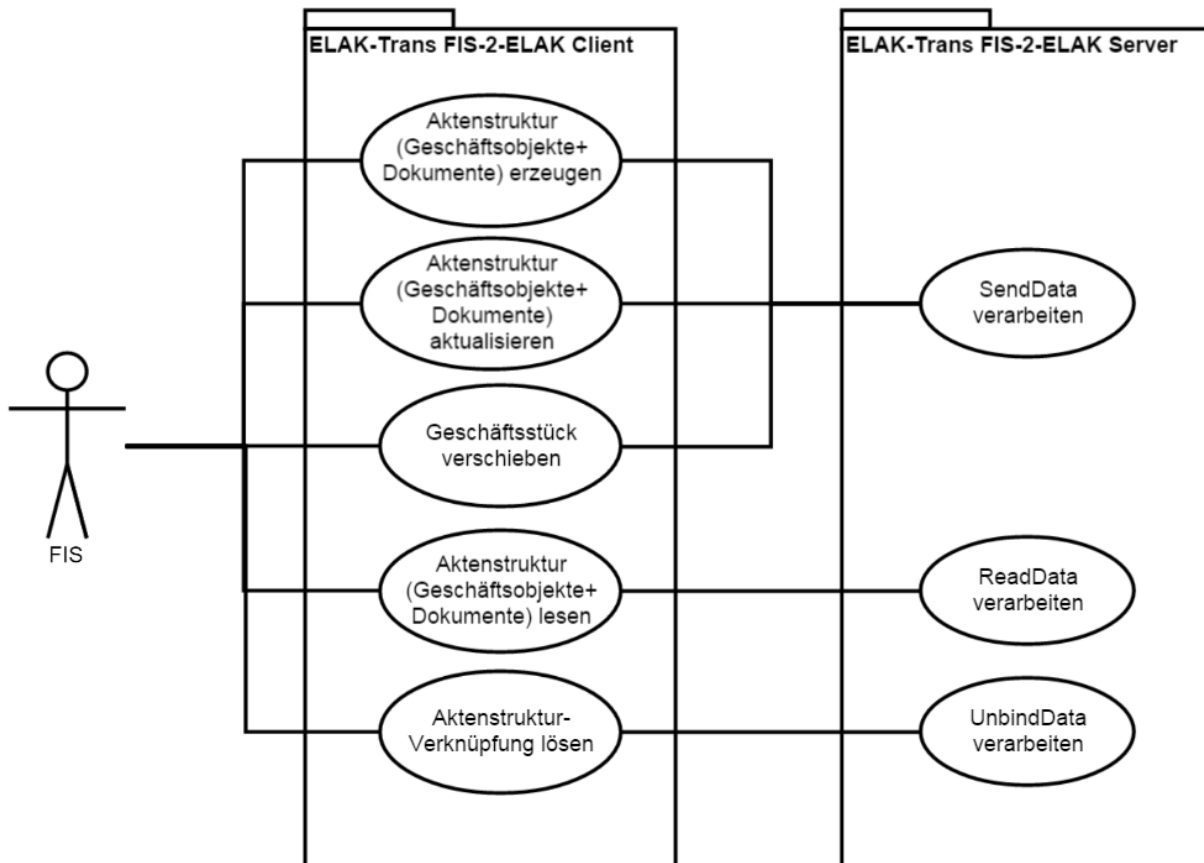 ELAK-Trans FIS-2-ELAK Client
ELAK-Trans FIS-2-ELAK Server
Aktenstruktur
(Geschäftsobjekte+
Dokumente) erzeugen
Aktenstruktur
(Geschäftsobjekte+
Dokumente)
aktualisieren
SendData
verarbeiten
Geschäftsstück
verschieben
FIS
Aktenstruktur
(Geschäftsobjekte+
Dokumente) lesen
ReadData
verarbeiten
Aktenstruktur-
Verknüpfung lösen
UnbindData
verarbeiten